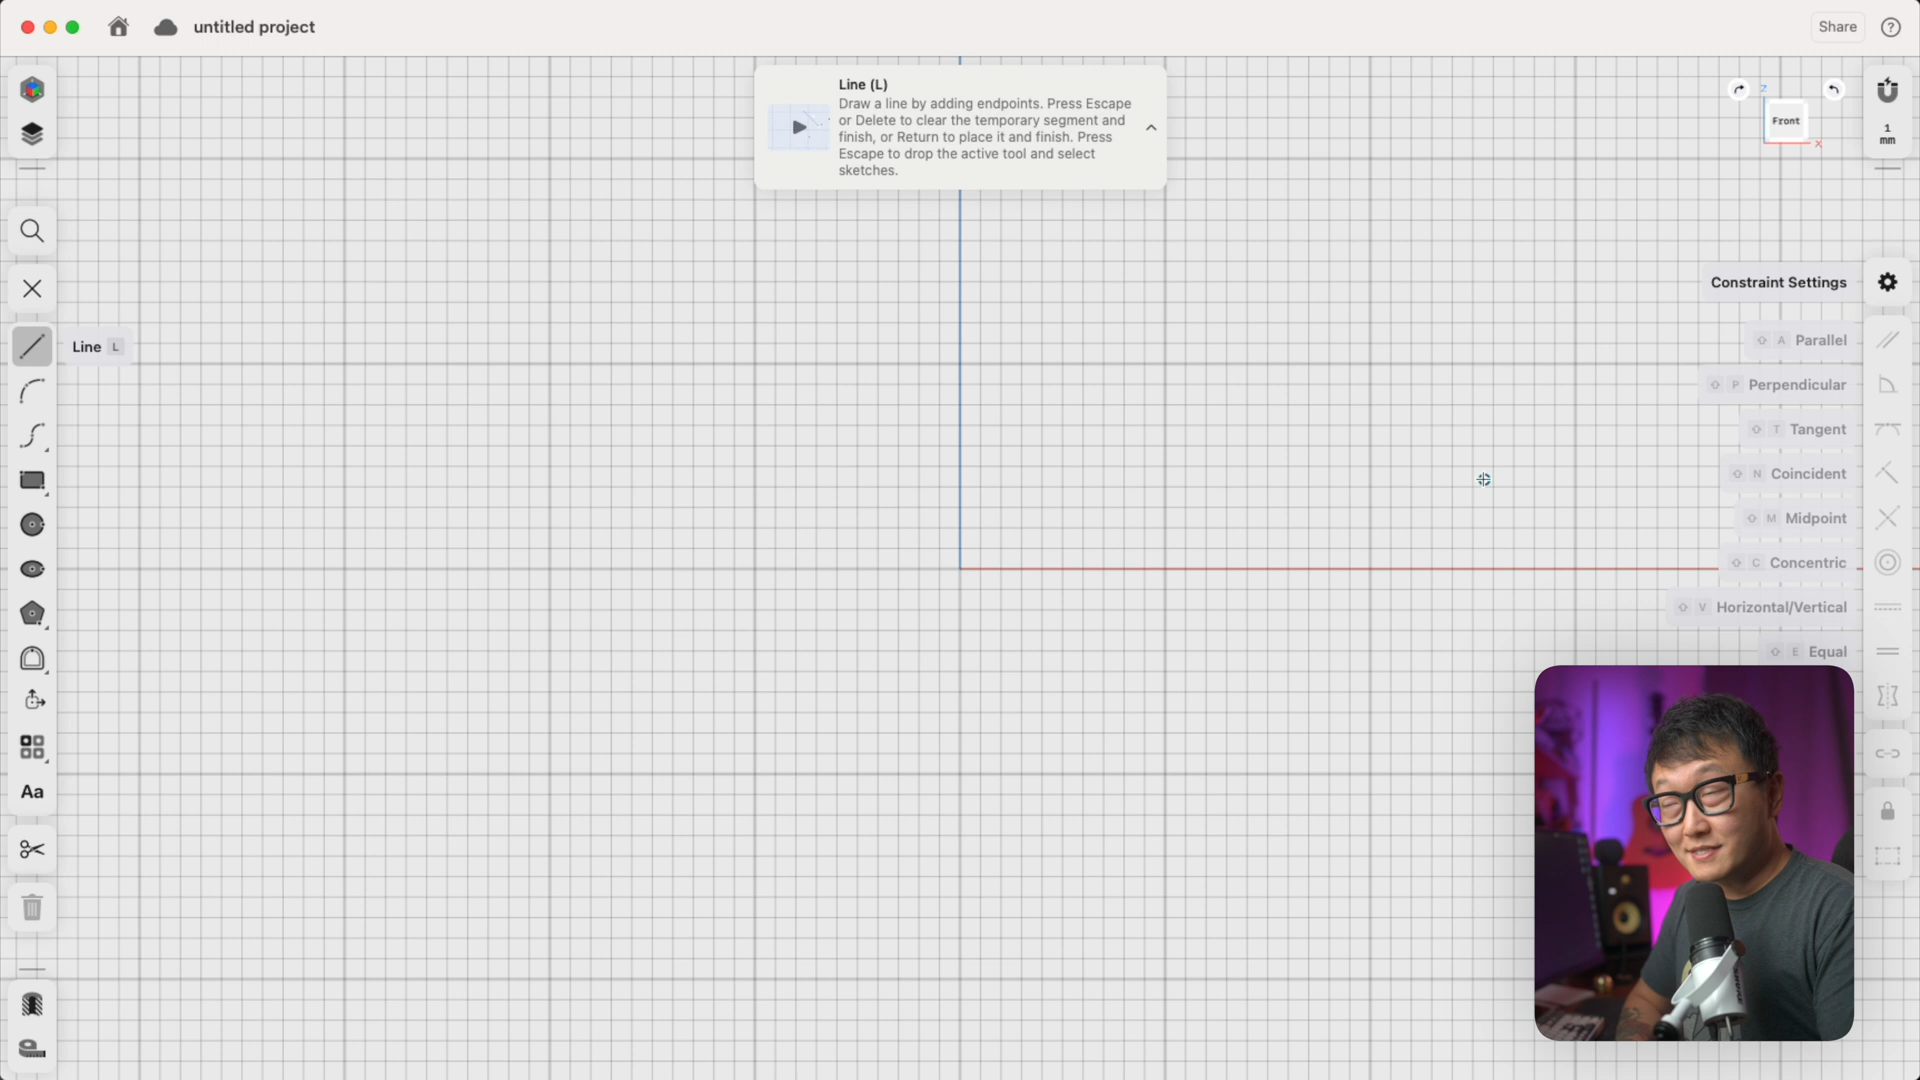 untitled project
Share
?
Line (L)
Draw a line by adding endpoints. Press Escape
or Delete to clear the temporary segment and
finish, or Return to place it and finish. Press
Escape to drop the active tool and select
sketches.
Z
Front
X
1
mm
Constraint Settings
Line L
A Parallel
P Perpendicular
T Tangent
N Coincident
M Midpoint
C Concentric
V Horizontal/Vertical
E Equal
Aa